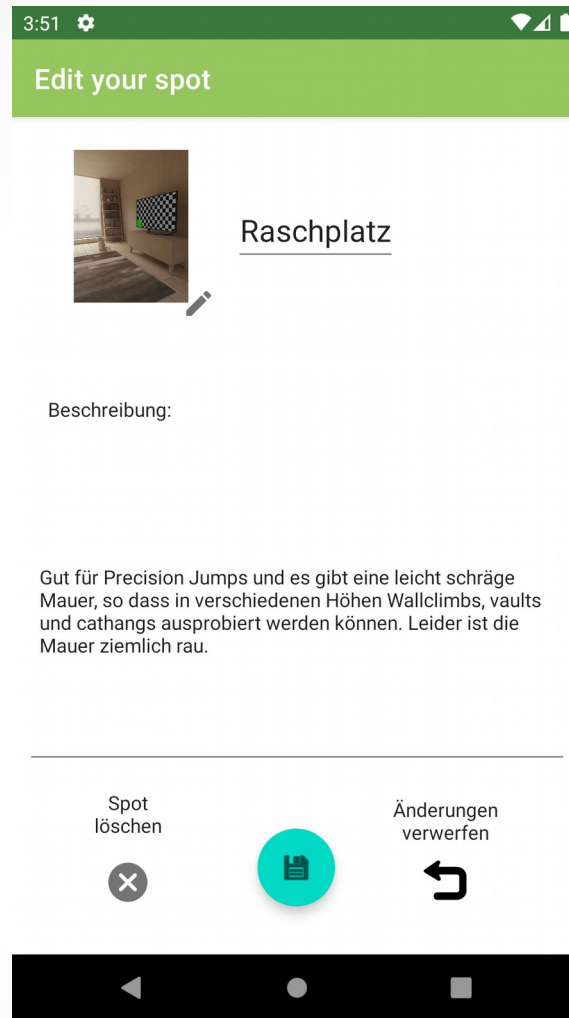 3:51
Edit your spot
Raschplatz
Beschreibung:
Gut für Precision Jumps und es gibt eine leicht schräge
Mauer, so dass in verschiedenen Höhen Wallclimbs, vaults
und cathangs ausprobiert werden können. Leider ist die
Mauer ziemlich rau.
Spot
löschen
Änderungen
verwerfen